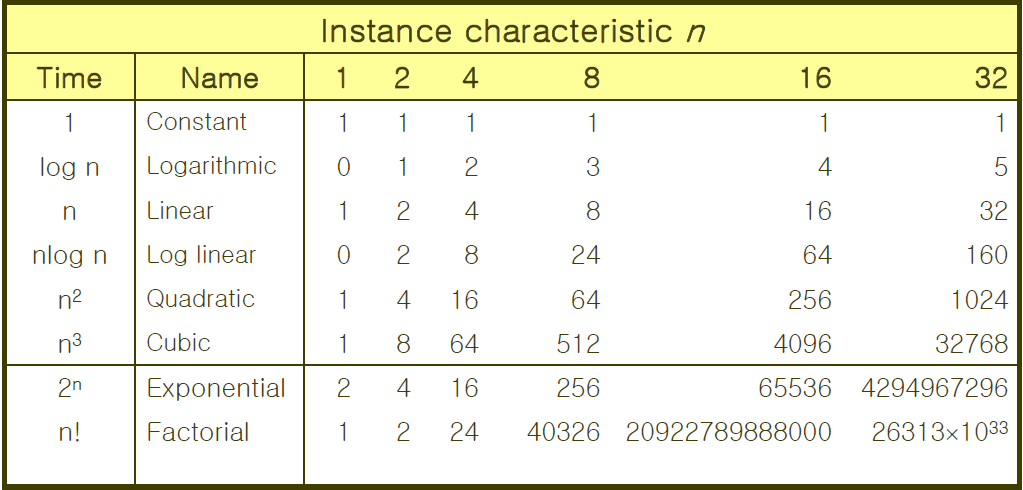 Instance characteristic n
Time Name 1 2 4 8 16 32
1 Constant 1 1 1 1 1 1
log n Logarithmic 0 1 2 3 4 5
n Linear 1 2 4 8 16 32
nlog n Log linear 0 2 8 24 64 160
n² Quadratic 1 4 16 64 256 1024
n³ Cubic 1 8 64 512 4096 32768
2ⁿ Exponential 2 4 16 256 65536 4294967296
n! Factorial 1 2 24 40326 20922789888000 26313×10³³